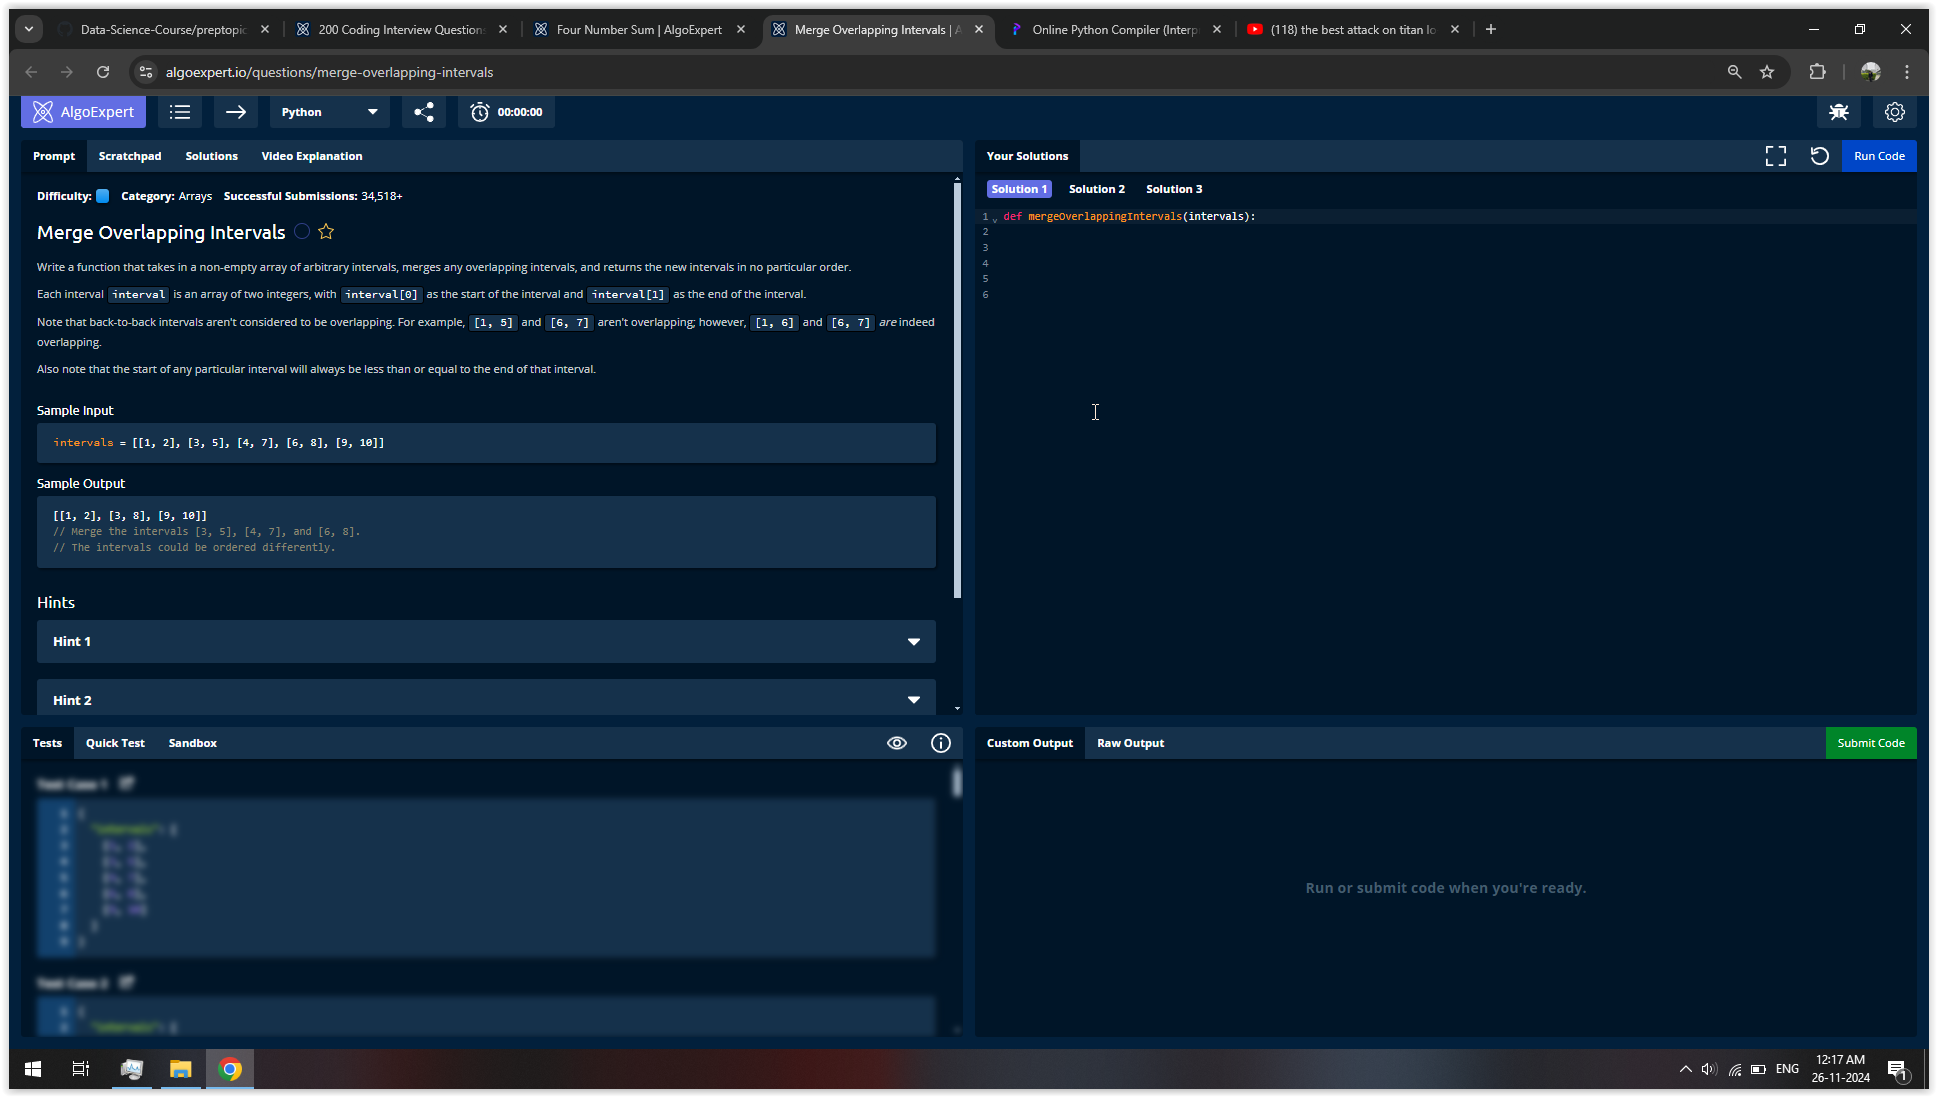 Data-Science-Course/preptopic
200 Coding Interview Questions
Four Number Sum | AlgoExpert
Merge Overlapping Intervals | A
Online Python Compiler (Interp
(118) the best attack on titan lo
algoexpert.io/questions/merge-overlapping-intervals
AlgoExpert
Python
00:00:00
Prompt
Scratchpad
Solutions
Video Explanation
Difficulty: Category: Arrays Successful Submissions: 34,518+
Merge Overlapping Intervals
Write a function that takes in a non-empty array of arbitrary intervals, merges any overlapping intervals, and returns the new intervals in no particular order.
Each interval interval is an array of two integers, with interval[0] as the start of the interval and interval[1] as the end of the interval.
Note that back-to-back intervals aren't considered to be overlapping. For example, [1, 5] and [6, 7] aren't overlapping; however, [1, 6] and [6, 7] are indeed
overlapping.
Also note that the start of any particular interval will always be less than or equal to the end of that interval.
Sample Input
intervals = [[1, 2], [3, 5], [4, 7], [6, 8], [9, 10]]
Sample Output
[[1, 2], [3, 8], [9, 10]]
// Merge the intervals [3, 5], [4, 7], and [6, 8].
// The intervals could be ordered differently.
Hints
Hint 1
Hint 2
Your Solutions
Run Code
Solution 1
Solution 2
Solution 3
1 def mergeOverlappingIntervals(intervals):
2
3
4
5
6
Tests
Quick Test
Sandbox
Test Case 1
Test Case 2
Custom Output
Raw Output
Submit Code
Run or submit code when you're ready.
ENG
12:17 AM
26-11-2024
1